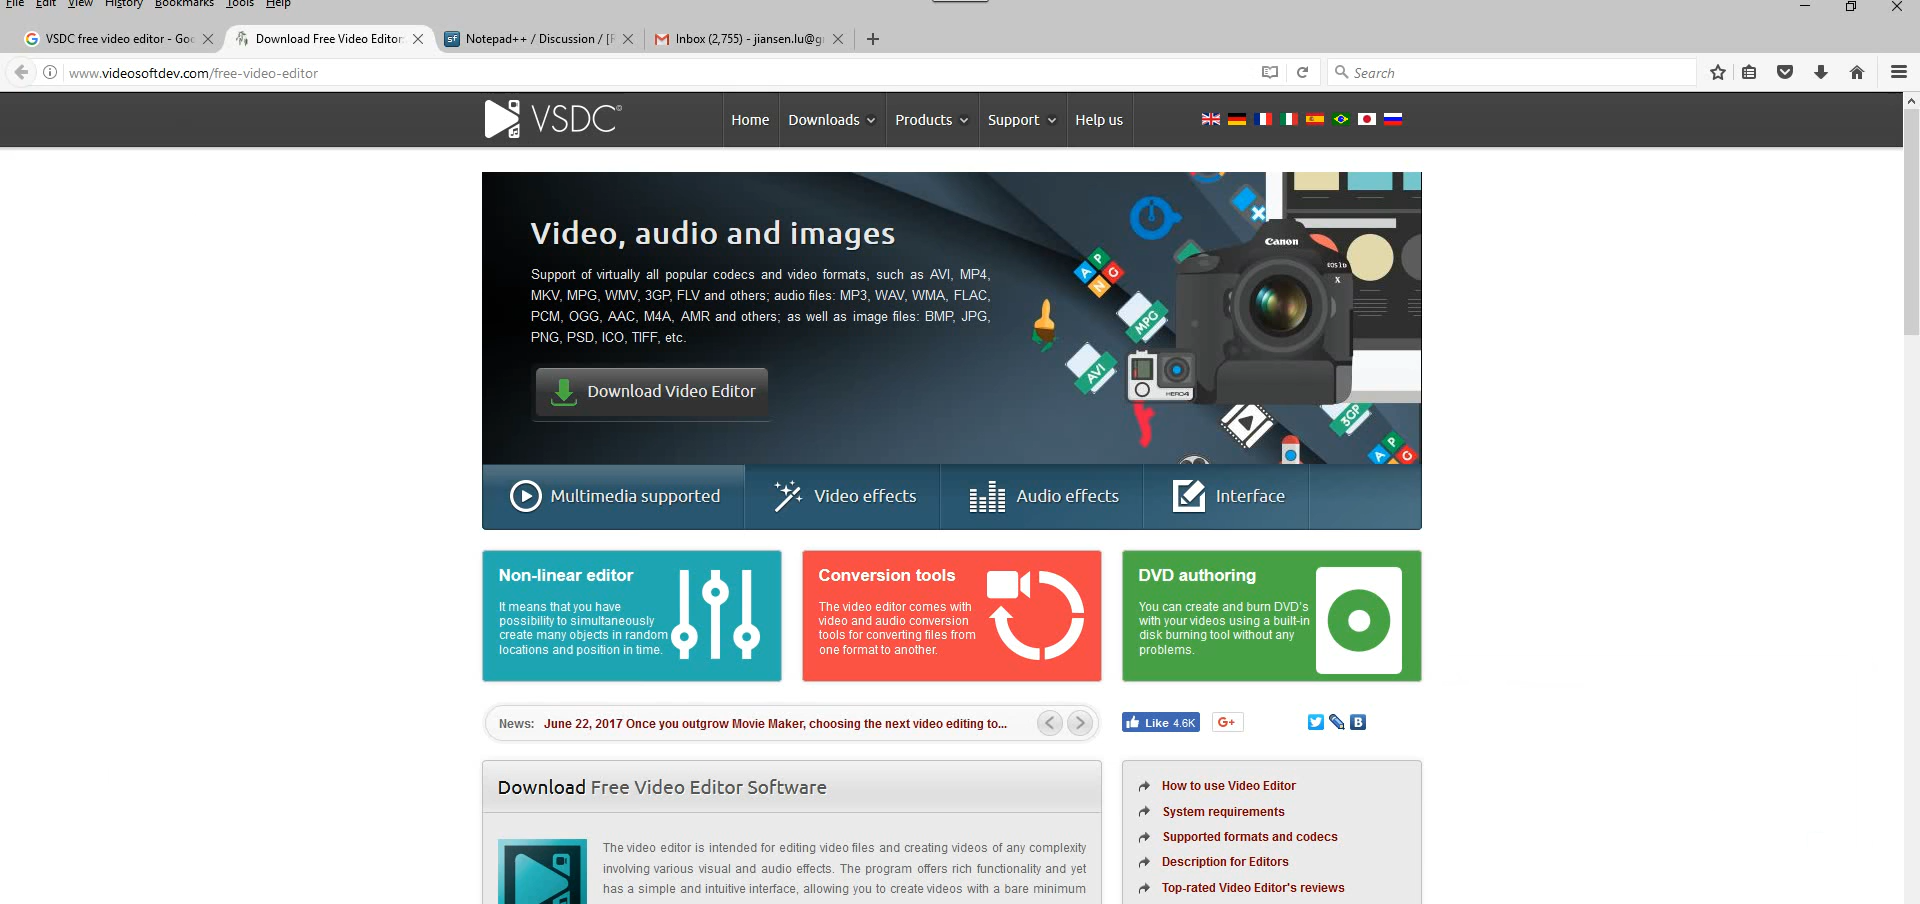 File Edit View History Bookmarks Tools Help
VSDC free video editor - Goo
Download Free Video Editor:
Notepad++ / Discussion / [
Inbox (2,755) - jiansen.lu@g
www.videosoftdev.com/free-video-editor
Search
VSDC
Home Downloads Products Support Help us
Video, audio and images
Support of virtually all popular codecs and video formats, such as AVI, MP4,
MKV, MPG, WMV, 3GP, FLV and others; audio files: MP3, WAV, WMA, FLAC,
PCM, OGG, AAC, M4A, AMR and others; as well as image files: BMP, JPG,
PNG, PSD, ICO, TIFF, etc.
Download Video Editor
Canon
EOS 1D
X
A P N G
MPG
AVI
HERO4
3GP
A P G
Multimedia supported
Video effects
Audio effects
Interface
Non-linear editor
It means that you have
possibility to simultaneously
create many objects in random
locations and position in time.
Conversion tools
The video editor comes with
video and audio conversion
tools for converting files from
one format to another.
DVD authoring
You can create and burn DVD's
with your videos using a built-in
disk burning tool without any
problems.
News: June 22, 2017 Once you outgrow Movie Maker, choosing the next video editing to...
Like 4.6K
G+
B
Download Free Video Editor Software
The video editor is intended for editing video files and creating videos of any complexity
involving various visual and audio effects. The program offers rich functionality and yet
has a simple and intuitive interface, allowing you to create videos with a bare minimum
How to use Video Editor
System requirements
Supported formats and codecs
Description for Editors
Top-rated Video Editor's reviews